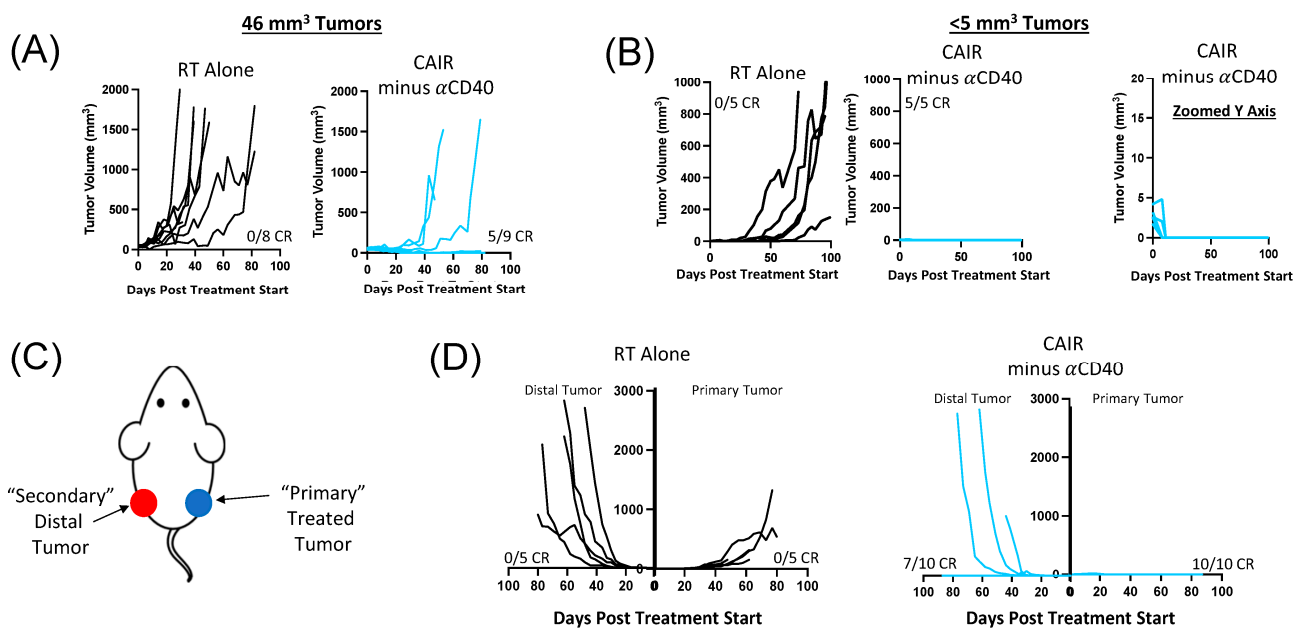 46 mm³ Tumors
(A)
RT Alone
CAIR
minus αCD40
Tumor Volume (mm³)
2000
1500
1000
500
0
0 20 40 60 80 100
0/8 CR
Days Post Treatment Start
Tumor Volume (mm³)
2000
1500
1000
500
0
0 20 40 60 80 100
5/9 CR
Days Post Treatment Start
<5 mm³ Tumors
(B)
RT Alone
Tumor Volume (mm³)
1000
800
600
400
200
0
0 20 40 60 80 100
0/5 CR
Days Post Treatment Start
CAIR
minus αCD40
Tumor Volume (mm³)
1000
800
600
400
200
0
0 50 100
5/5 CR
Days Post Treatment Start
CAIR
minus αCD40
Zoomed Y Axis
Tumor Volume (mm³)
20
15
10
5
0
0 50 100
Days Post Treatment Start
(C)
“Secondary”
Distal
Tumor
“Primary”
Treated
Tumor
(D)
RT Alone
Distal Tumor
Primary Tumor
3000
2000
1000
0
0/5 CR
0/5 CR
100 80 60 40 20 0 20 40 60 80 100
Days Post Treatment Start
CAIR
minus αCD40
Distal Tumor
Primary Tumor
3000
2000
1000
0
7/10 CR
10/10 CR
100 80 60 40 20 0 20 40 60 80 100
Days Post Treatment Start